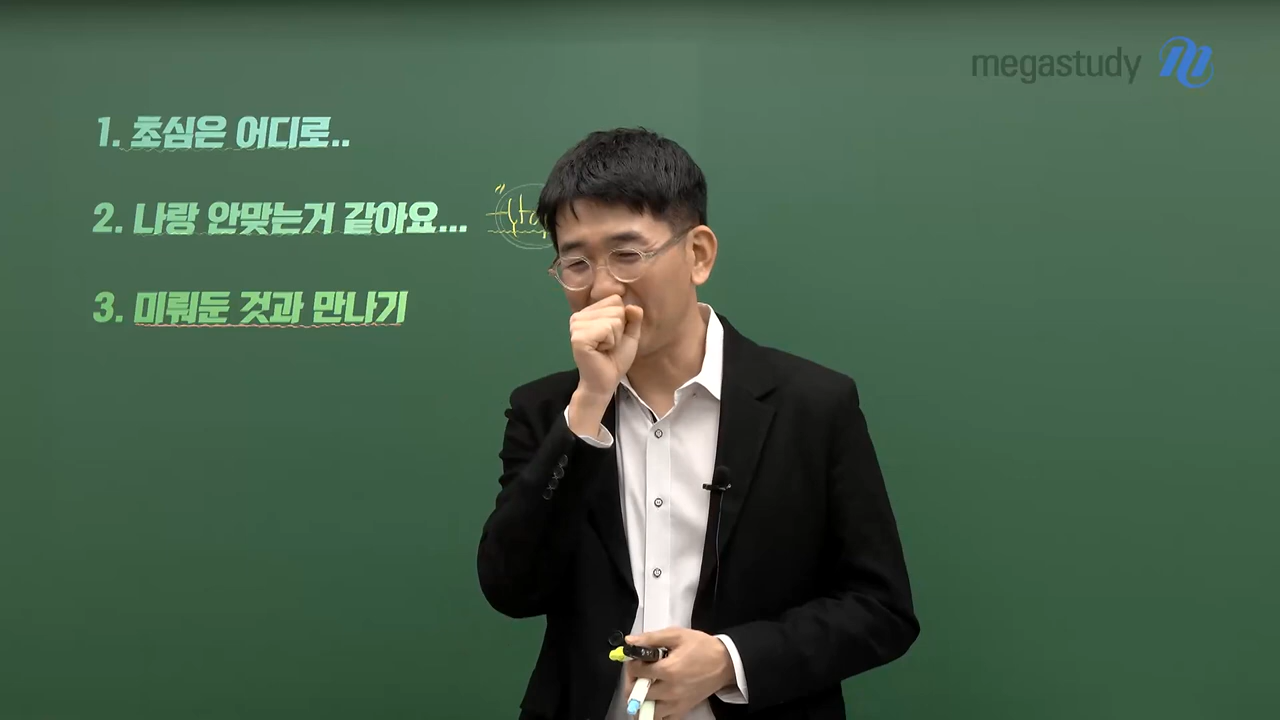 megastudy
1. 초심은 어디로..
2. 나랑 안맞는거 같아요...
3. 미뤄둔 것과 만나기